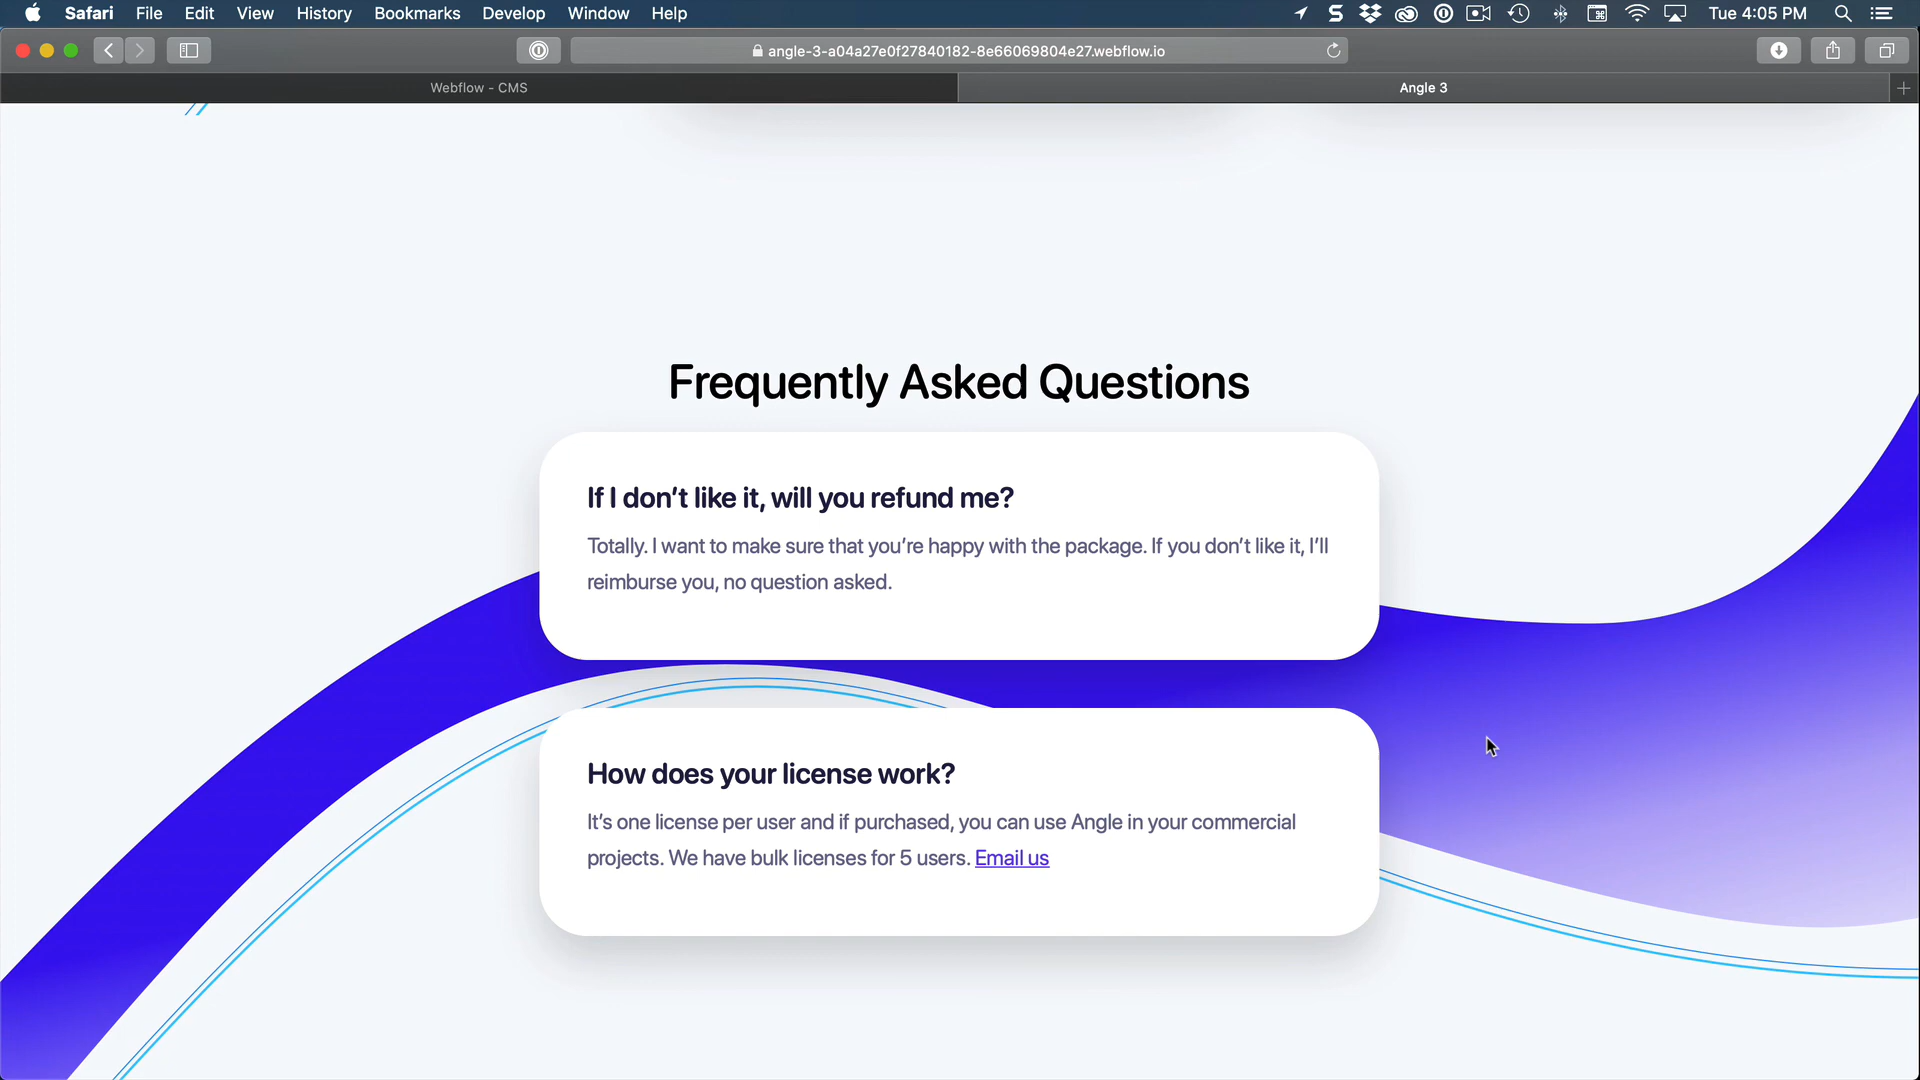 Safari File Edit View History Bookmarks Develop Window Help Tue 4:05 PM
angle-3-a04a27e0f27840182-8e66069804e27.webflow.io
Webflow - CMS
Angle 3
Frequently Asked Questions
If I don’t like it, will you refund me?
Totally. I want to make sure that you’re happy with the package. If you don’t like it, I’ll
reimburse you, no question asked.
How does your license work?
It’s one license per user and if purchased, you can use Angle in your commercial
projects. We have bulk licenses for 5 users. Email us